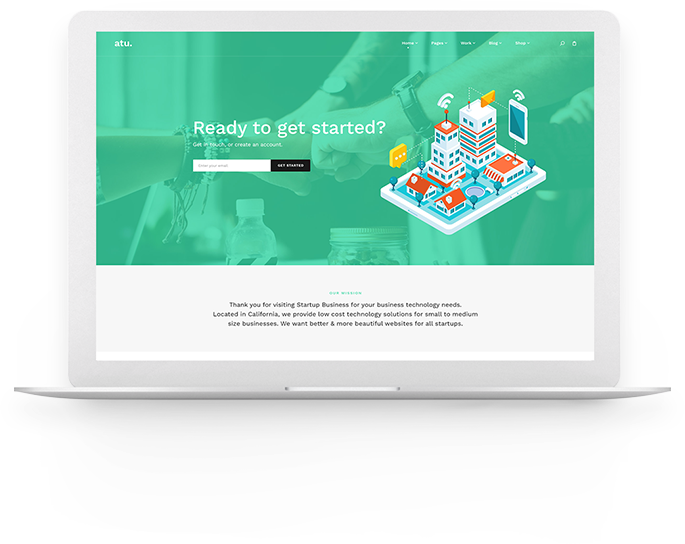 atu.
Home Pages Work Blog Shop
Ready to get started?
Get in touch, or create an account.
Enter your email
GET STARTED
OUR MISSION
Thank you for visiting Startup Business for your business technology needs.
Located in California, we provide low cost technology solutions for small to medium
size businesses. We want better & more beautiful websites for all startups.